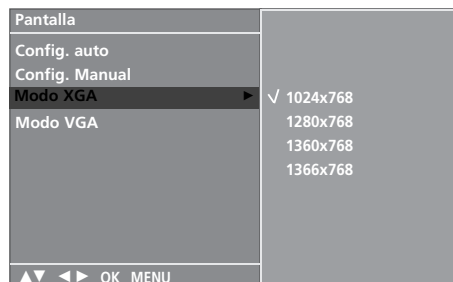 Pantalla
Config. auto
Config. Manual
Modo XGA ►
Modo VGA
√ 1024x768
1280x768
1360x768
1366x768
▲▼ ◄► OK MENU